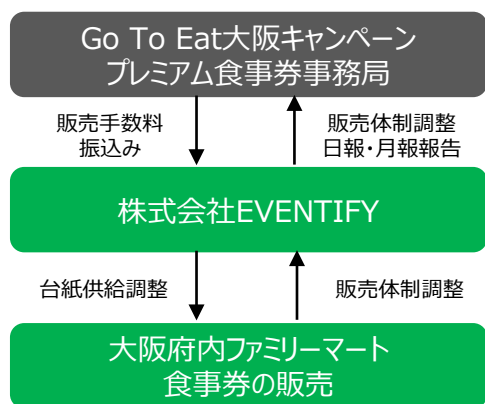 Go To Eat大阪キャンペーン
プレミアム食事券事務局
販売手数料
振込み
販売体制調整
日報・月報報告
株式会社EVENTIFY
台紙供給調整
販売体制調整
大阪府内ファミリーマート
食事券の販売